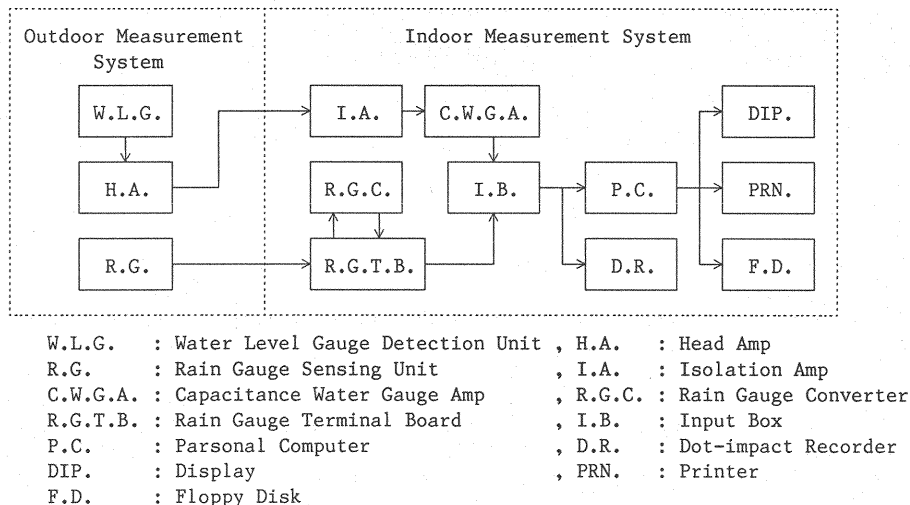 Outdoor Measurement System
Indoor Measurement System
W.L.G.
I.A.
C.W.G.A.
DIP.
H.A.
R.G.C.
I.B.
P.C.
PRN.
R.G.
R.G.T.B.
D.R.
F.D.
W.L.G. : Water Level Gauge Detection Unit , H.A. : Head Amp
R.G. : Rain Gauge Sensing Unit , I.A. : Isolation Amp
C.W.G.A. : Capacitance Water Gauge Amp , R.G.C. : Rain Gauge Converter
R.G.T.B. : Rain Gauge Terminal Board , I.B. : Input Box
P.C. : Parsonal Computer , D.R. : Dot-impact Recorder
DIP. : Display , PRN. : Printer
F.D. : Floppy Disk